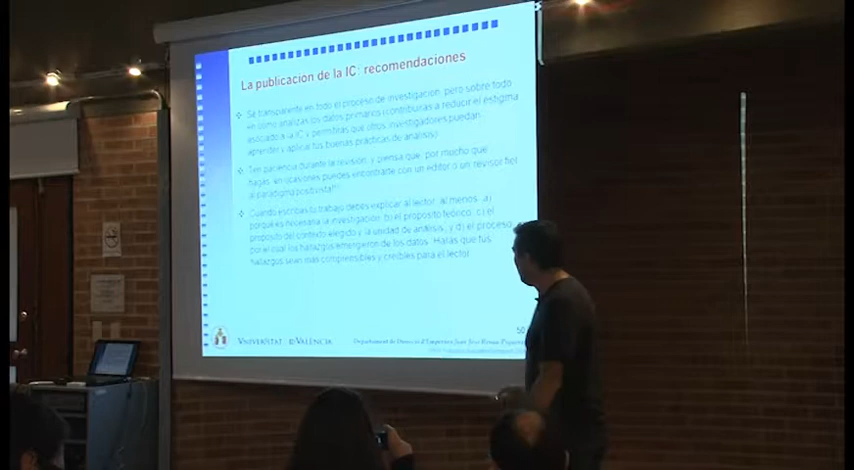 La publicación de la IC: recomendaciones
Sé transparente en todo el proceso de investigación, pero sobre todo
en cómo analizas los datos primarios (contribuirás a reducir el estigma
asociado a la IC y permitirás que otros investigadores puedan
aprender y aplicar tus buenas prácticas de análisis)
Ten paciencia durante la revisión, y piensa que, por mucho que
hagas, en ocasiones puedes encontrarte con un editor o un revisor fiel
al paradigma positivista!!
Cuando escribas tu trabajo debes explicar al lector, al menos: a)
porqué es necesaria la investigación; b) el propósito teórico; c) el
propósito del contexto elegido y la unidad de análisis, y d) el proceso
por el cual los hallazgos emergieron de los datos. Harás que tus
hallazgos sean más comprensibles y creíbles para el lector
50
VNIVERSITAT DE VALÈNCIA
Departament de Direcció d'Empreses Juan José Renau Piqueras